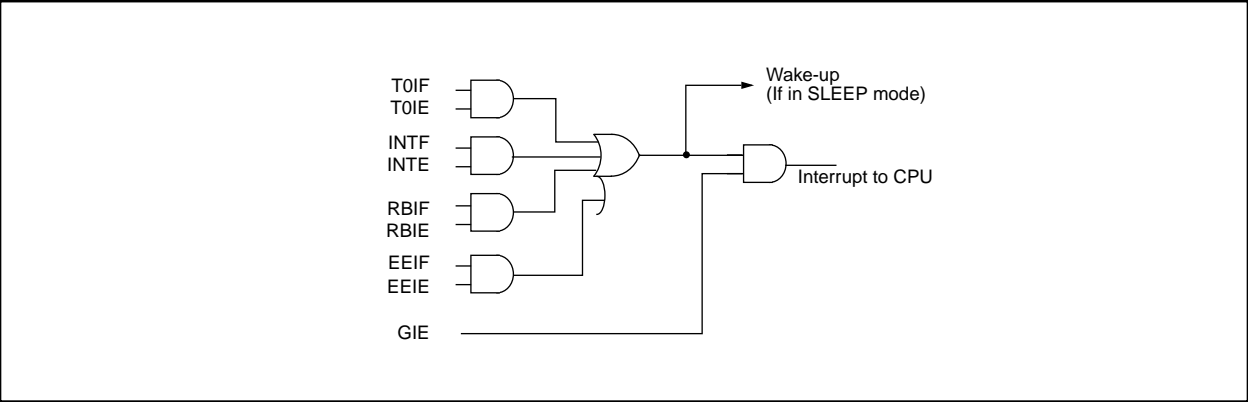 T0IF
T0IE
INTF
INTE
RBIF
RBIE
EEIF
EEIE
GIE
Wake-up
(If in SLEEP mode)
Interrupt to CPU